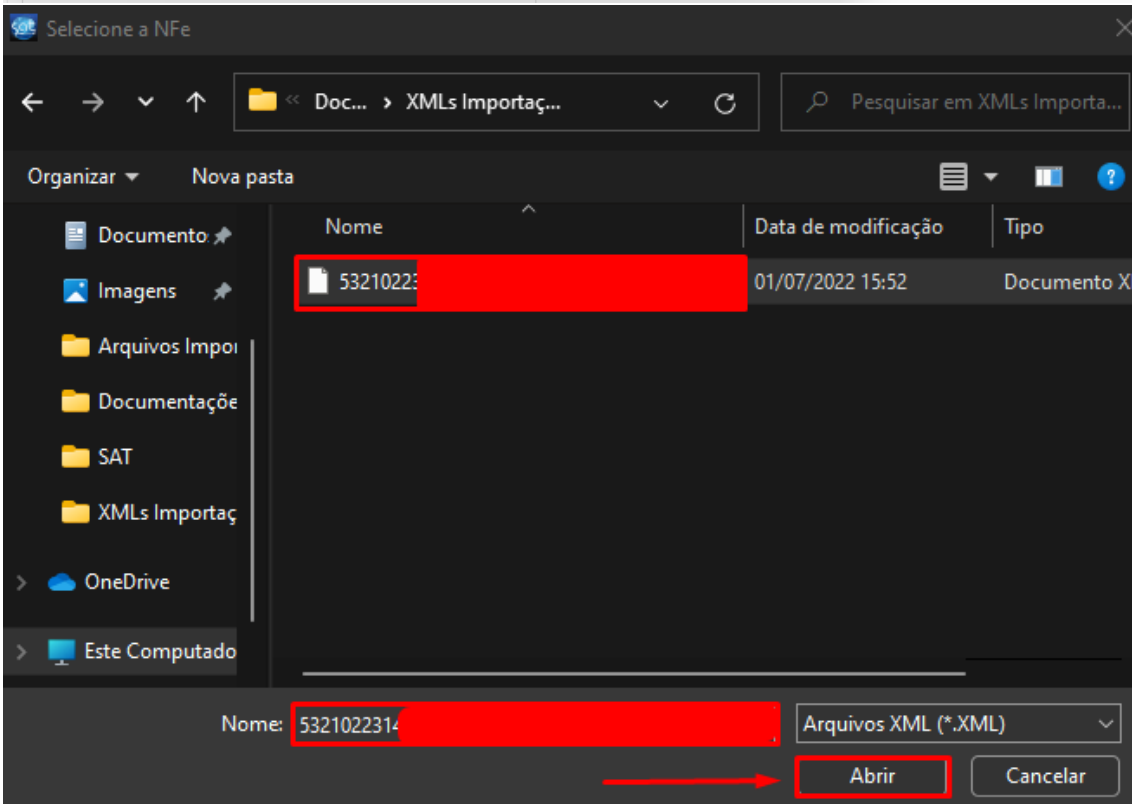 Selecione a NFe
Doc... › XMLs Importaç...
Pesquisar em XMLs Importa...
Organizar
Nova pasta
Nome
Data de modificação
Tipo
Documento
Imagens
Arquivos Impor
Documentaçõe
SAT
XMLs Importaç
OneDrive
Este Computado
5321022
01/07/2022 15:52
Documento X
Nome:
532102231
Arquivos XML (*.XML)
Abrir
Cancelar